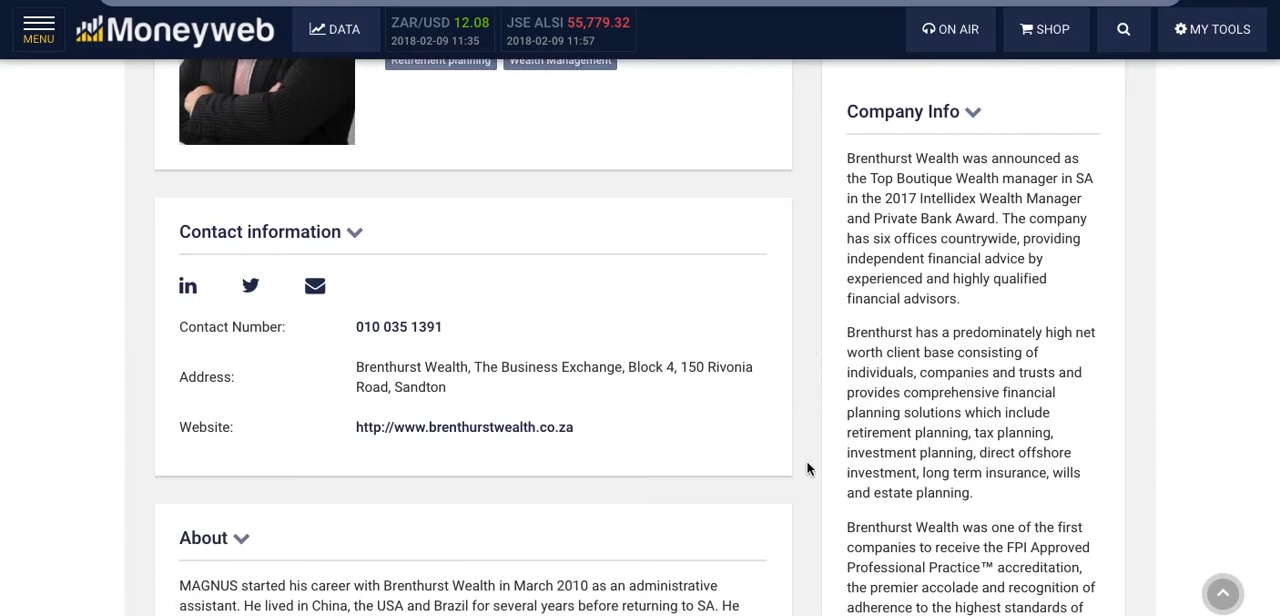 MENU
Moneyweb
DATA
ZAR/USD 12.08
2018-02-09 11:35
JSE ALSI 55,779.32
2018-02-09 11:57
ON AIR
SHOP
MY TOOLS
Retirement planning
Wealth Management
Contact information
Contact Number:
010 035 1391
Address:
Brenthurst Wealth, The Business Exchange, Block 4, 150 Rivonia
Road, Sandton
Website:
http://www.brenthurstwealth.co.za
About
MAGNUS started his career with Brenthurst Wealth in March 2010 as an administrative
assistant. He lived in China, the USA and Brazil for several years before returning to SA. He
Company Info
Brenthurst Wealth was announced as
the Top Boutique Wealth manager in SA
in the 2017 Intellidex Wealth Manager
and Private Bank Award. The company
has six offices countrywide, providing
independent financial advice by
experienced and highly qualified
financial advisors.
Brenthurst has a predominately high net
worth client base consisting of
individuals, companies and trusts and
provides comprehensive financial
planning solutions which include
retirement planning, tax planning,
investment planning, direct offshore
investment, long term insurance, wills
and estate planning.
Brenthurst Wealth was one of the first
companies to receive the FPI Approved
Professional Practice™ accreditation,
the premier accolade and recognition of
adherence to the highest standards of